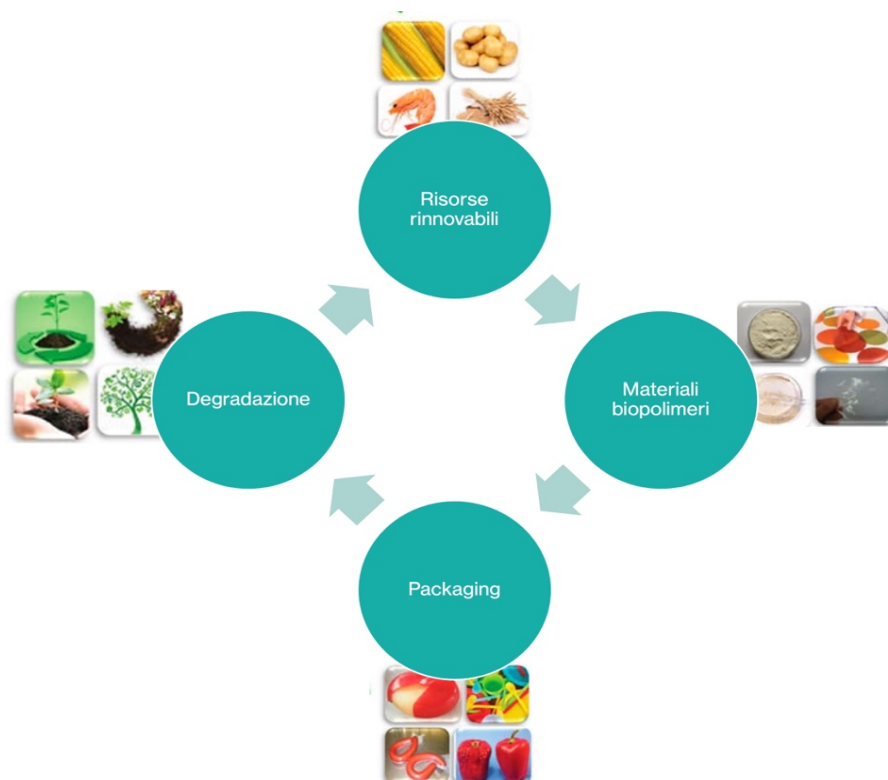 Risorse
rinnovabili
Degradazione
Materiali
biopolimeri
Packaging